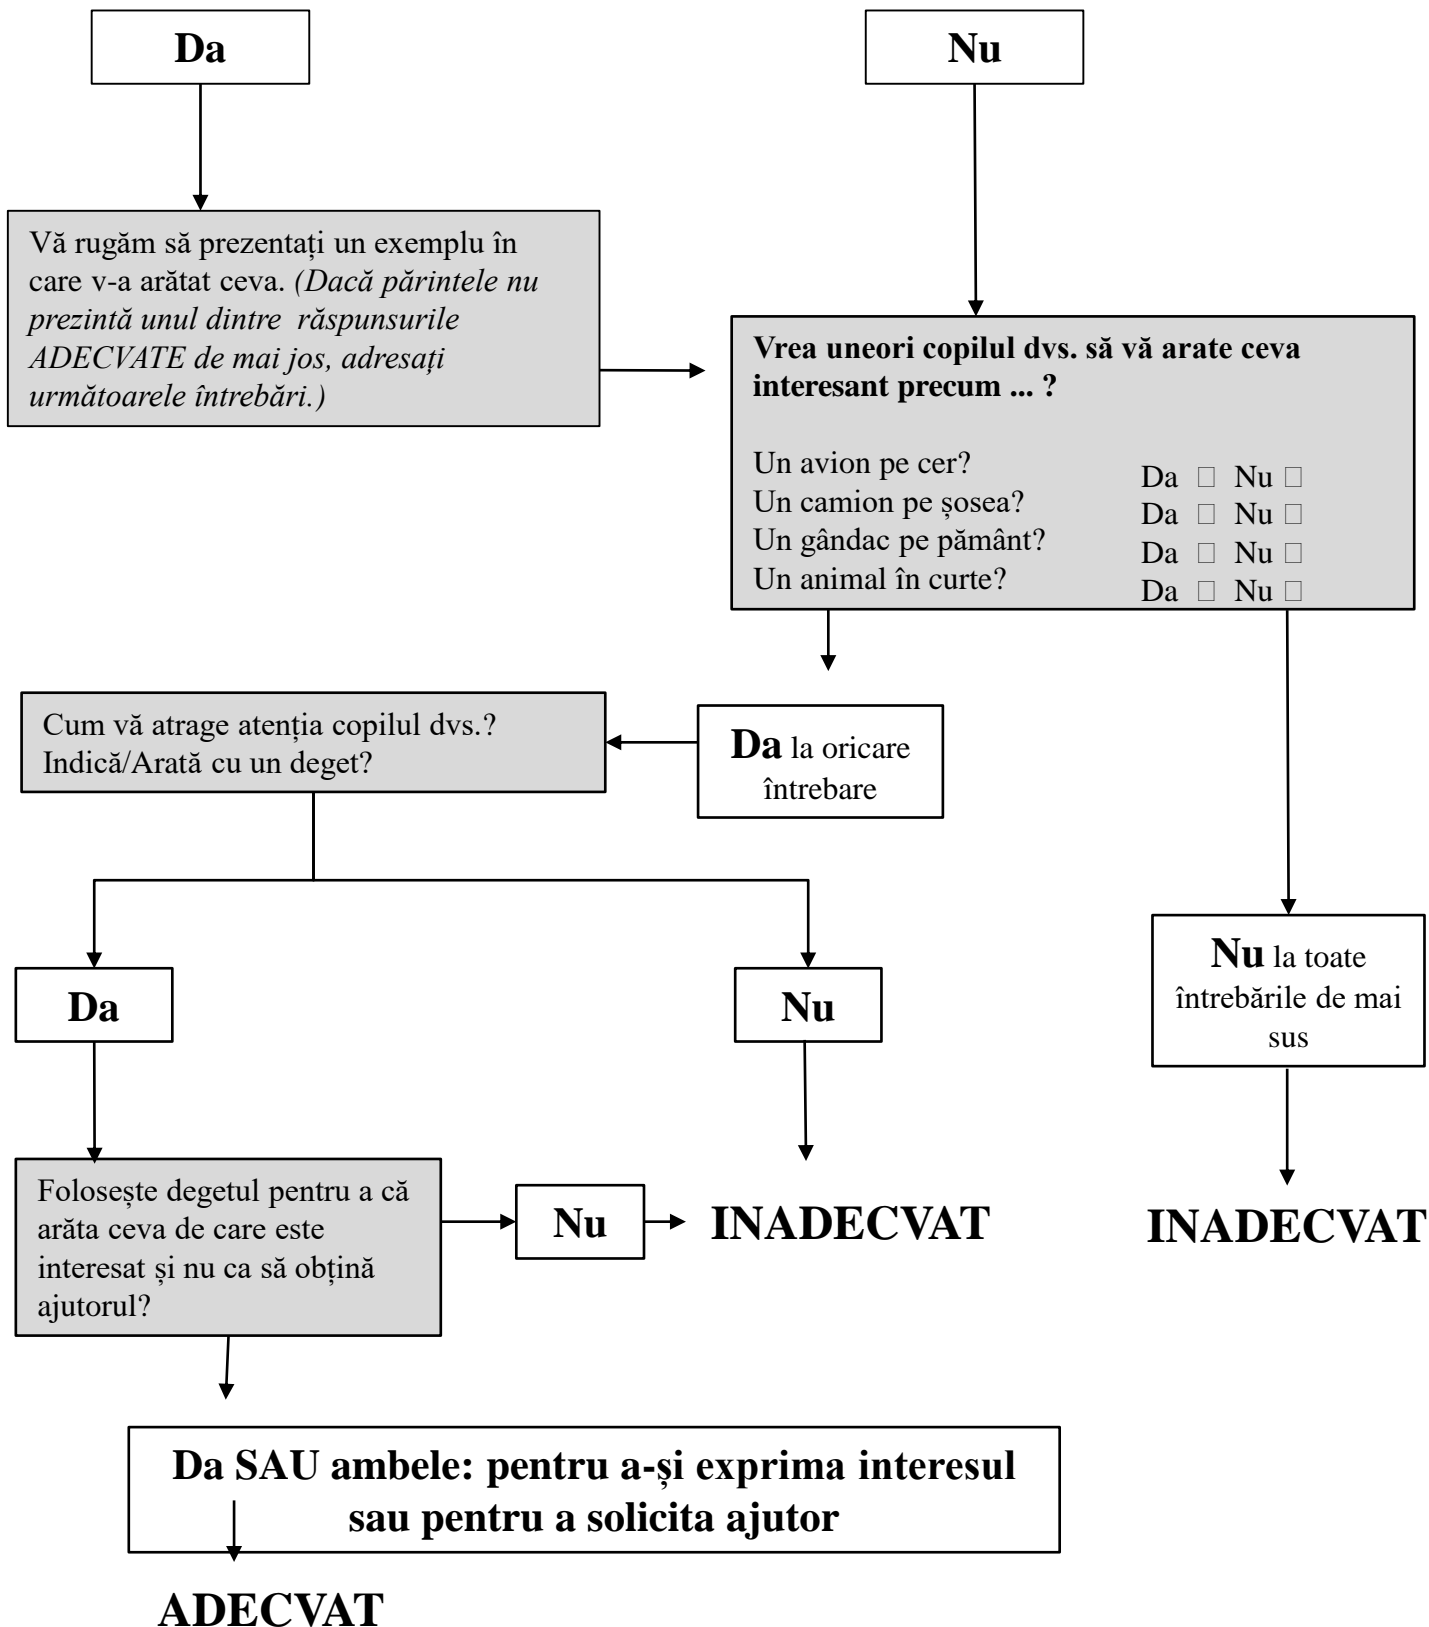 Da
Nu
Vă rugăm să prezentați un exemplu în
care v-a arătat ceva. (Dacă părintele nu
prezintă unul dintre  răspunsurile
ADECVATE de mai jos, adresați
următoarele întrebări.)
Vrea uneori copilul dvs. să vă arate ceva
interesant precum ... ?
Un avion pe cer? Da □ Nu □
Un camion pe șosea? Da □ Nu □
Un gândac pe pământ? Da □ Nu □
Un animal în curte? Da □ Nu □
Cum vă atrage atenția copilul dvs.?
Indică/Arată cu un deget?
Da la oricare
întrebare
Da
Nu
Nu la toate
întrebările de mai
sus
Folosește degetul pentru a că
arăta ceva de care este
interesat și nu ca să obțină
ajutorul?
Nu
INADECVAT
INADECVAT
Da SAU ambele: pentru a-și exprima interesul
sau pentru a solicita ajutor
ADECVAT